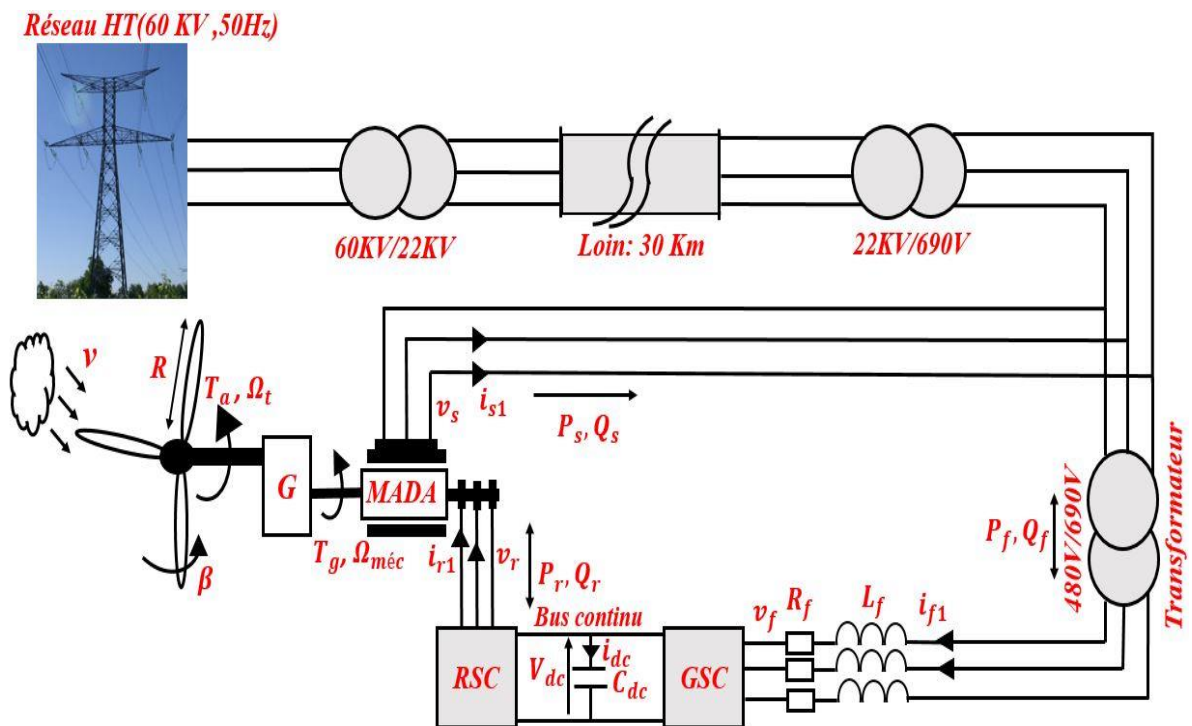 Réseau HT(60 KV ,50Hz)
60KV/22KV
Loin: 30 Km
22KV/690V
v
R
T_a, Ω_t
v_s
i_s1
P_s, Q_s
G
MADA
β
T_g, Ω_méc
i_r1
v_r
P_r, Q_r
P_f, Q_f
480V/690V
Transformateur
Bus continu
v_f
R_f
L_f
i_f1
RSC
V_dc
i_dc
C_dc
GSC